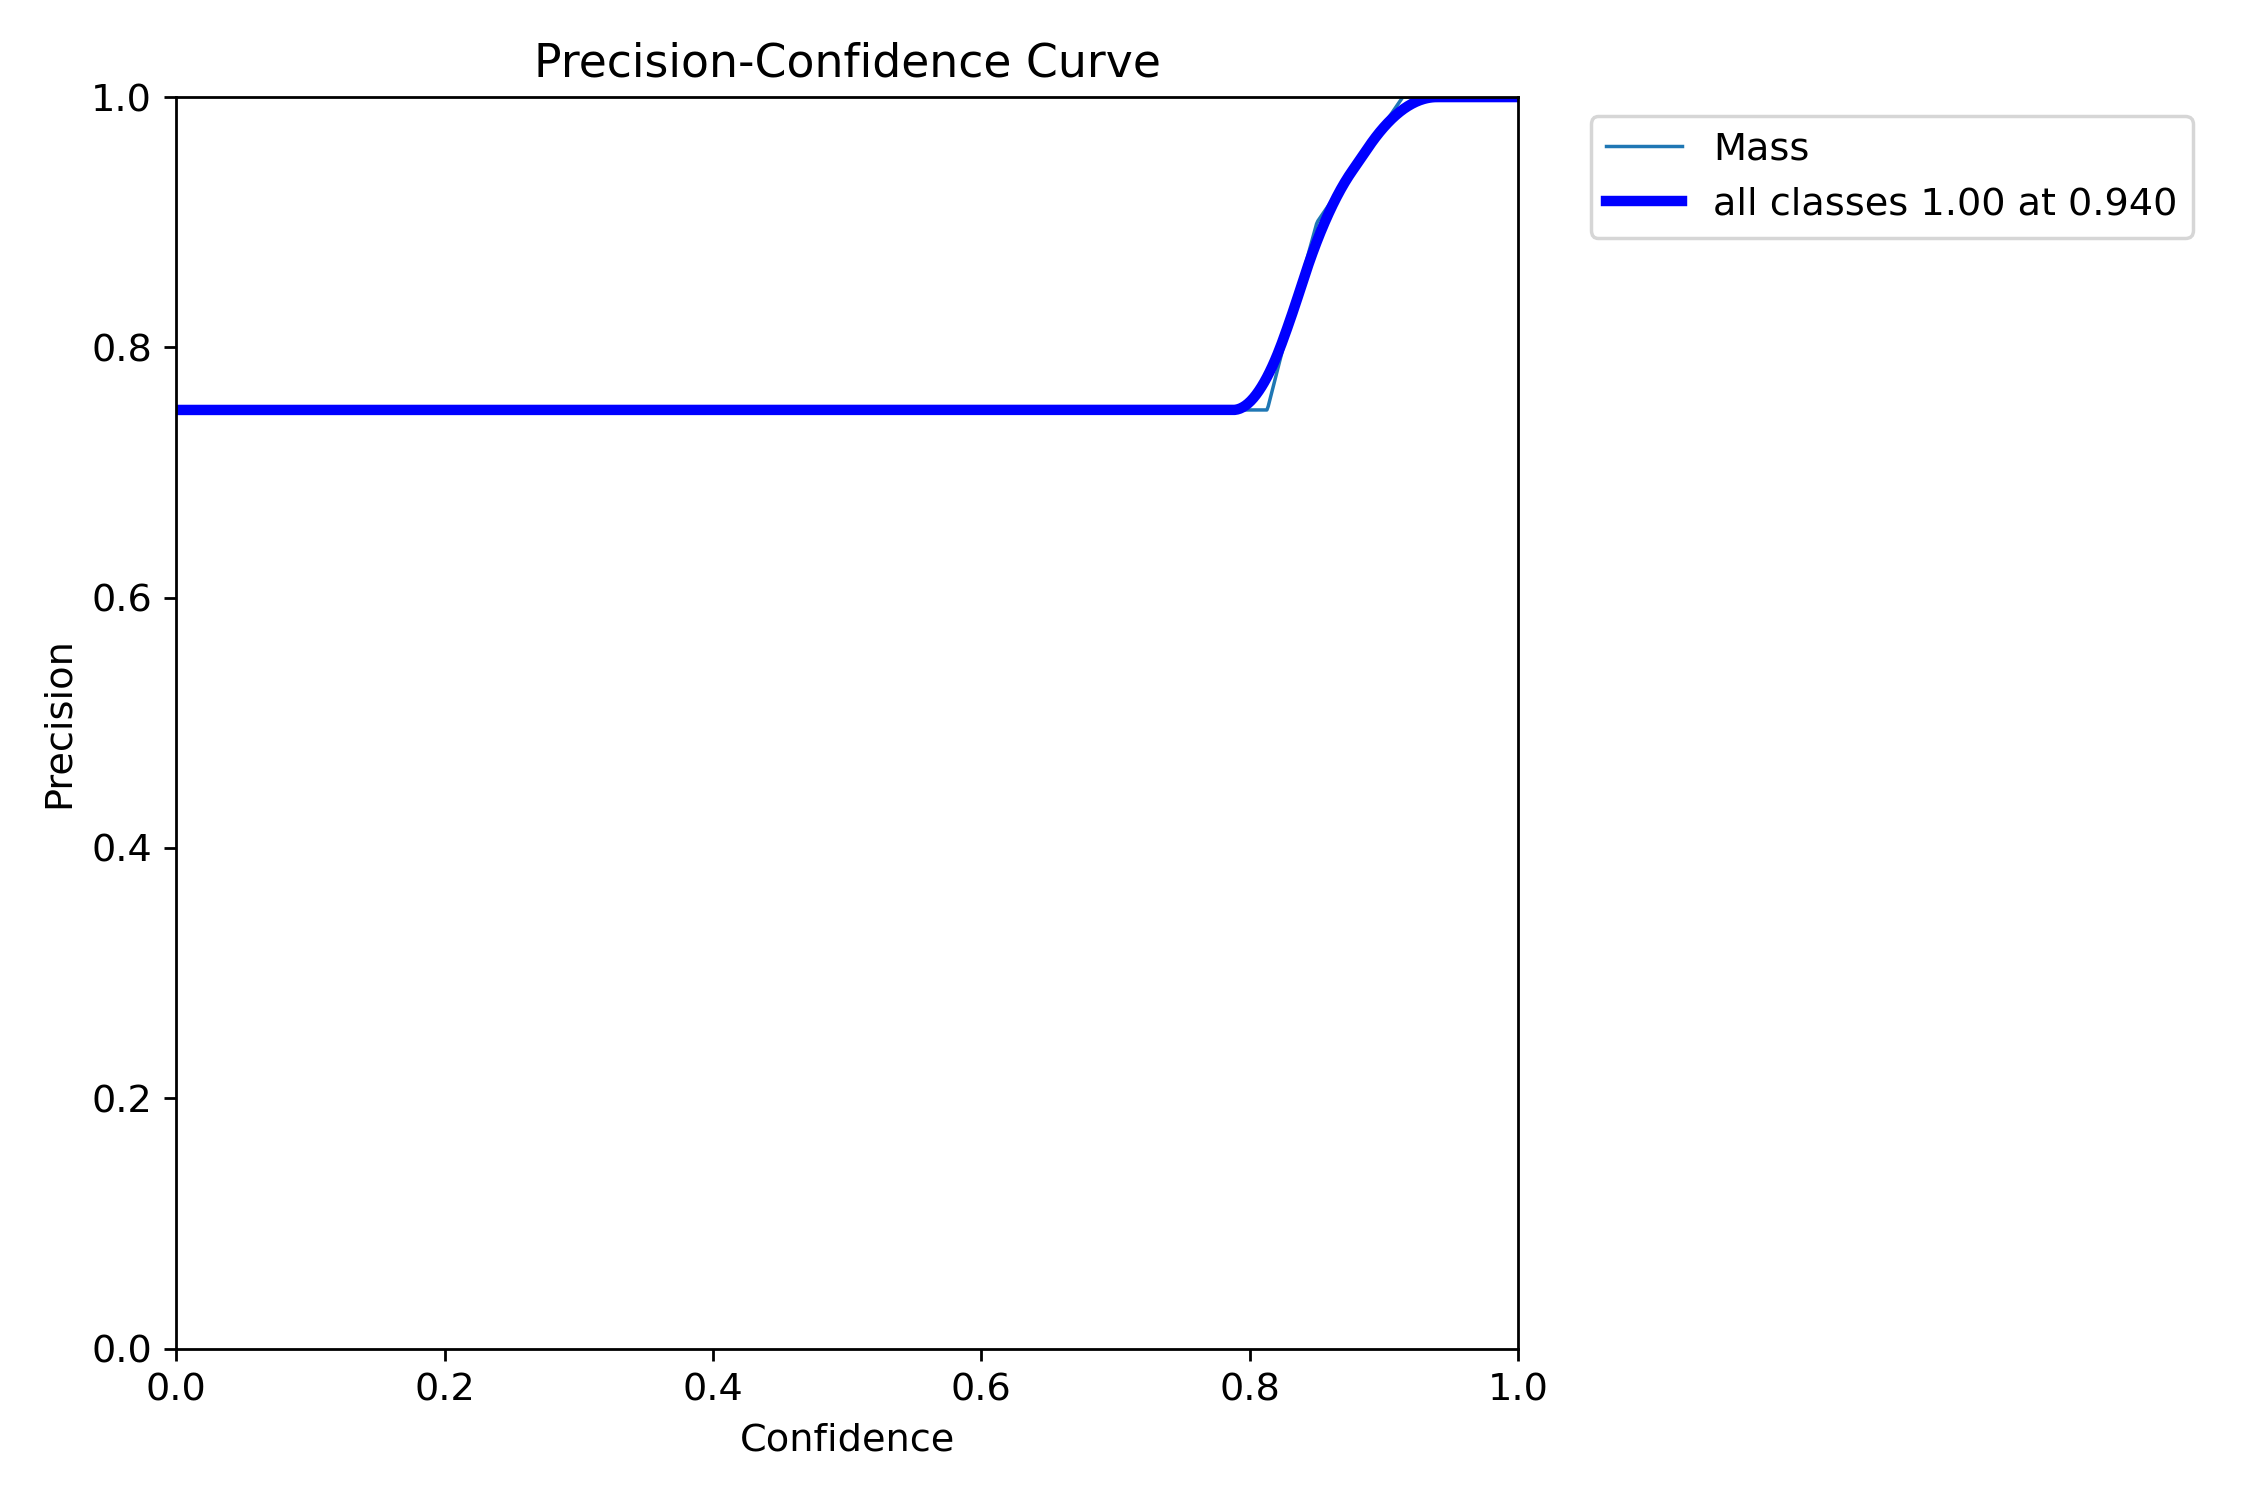 Precision-Confidence Curve
1.0
0.8
0.6
0.4
0.2
0.0
Precision
0.0 0.2 0.4 0.6 0.8 1.0
Confidence
Mass
all classes 1.00 at 0.940